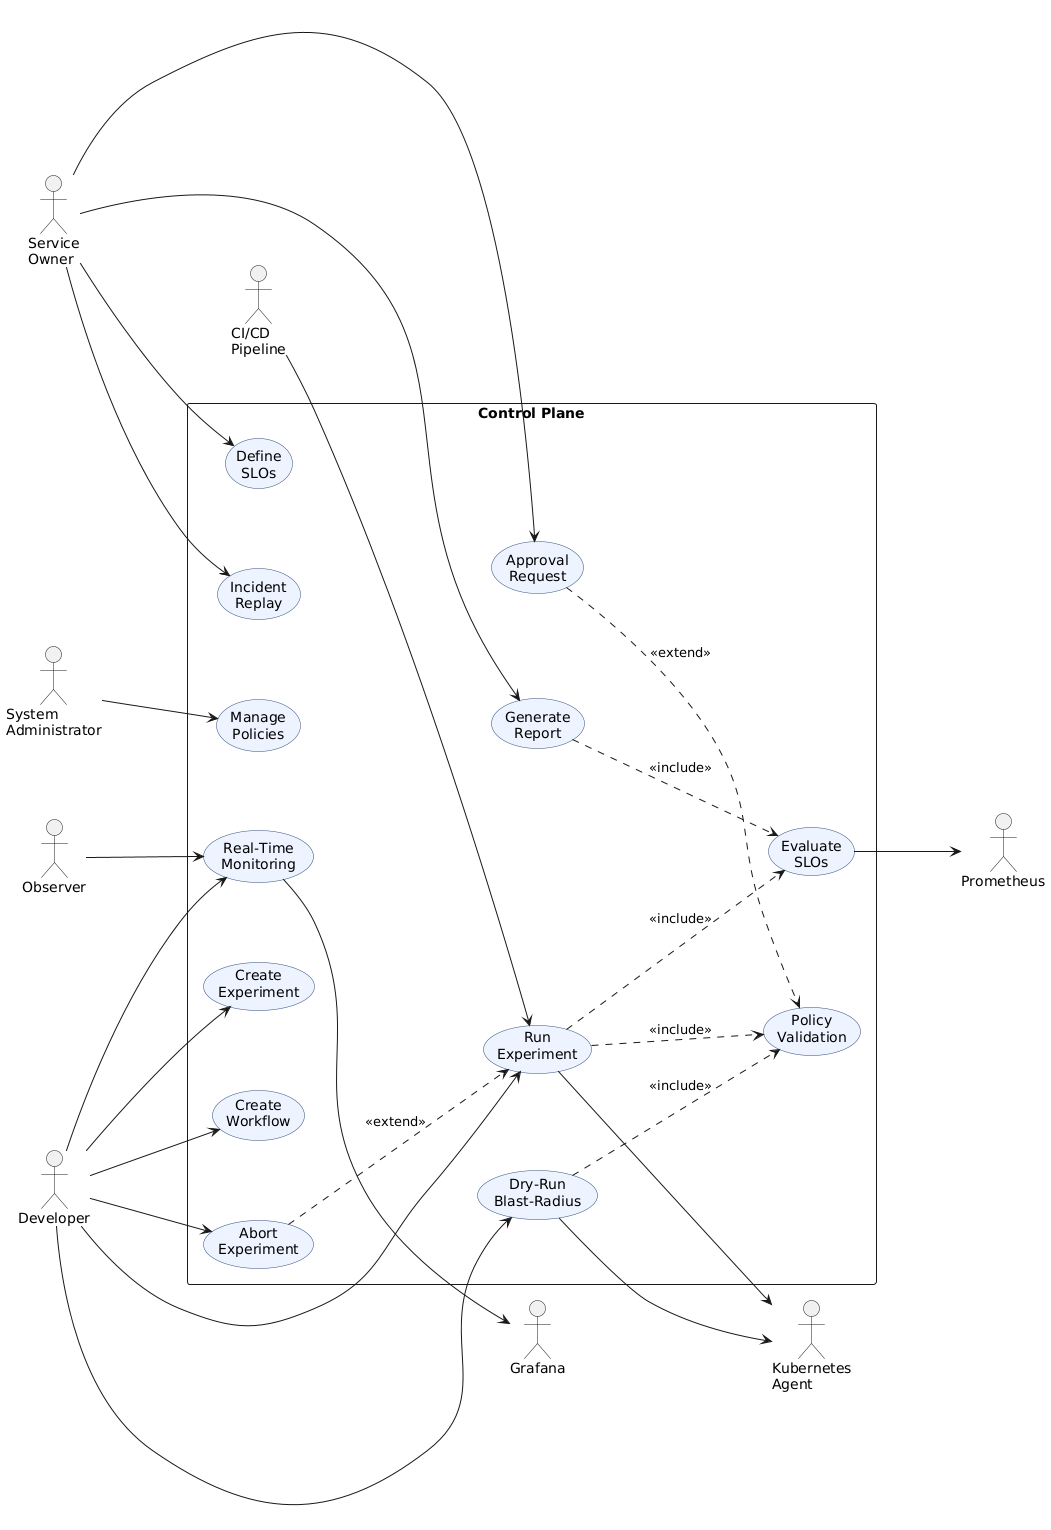 Service
Owner
CI/CD
Pipeline
Control Plane
Define
SLOs
Approval
Request
Incident
Replay
«extend»
System
Administrator
Manage
Policies
Generate
Report
«include»
Observer
Real-Time
Monitoring
Evaluate
SLOs
Prometheus
«include»
Create
Experiment
Run
Experiment
«include»
Policy
Validation
«include»
Create
Workflow
«extend»
Developer
Dry-Run
Blast-Radius
Abort
Experiment
Grafana
Kubernetes
Agent